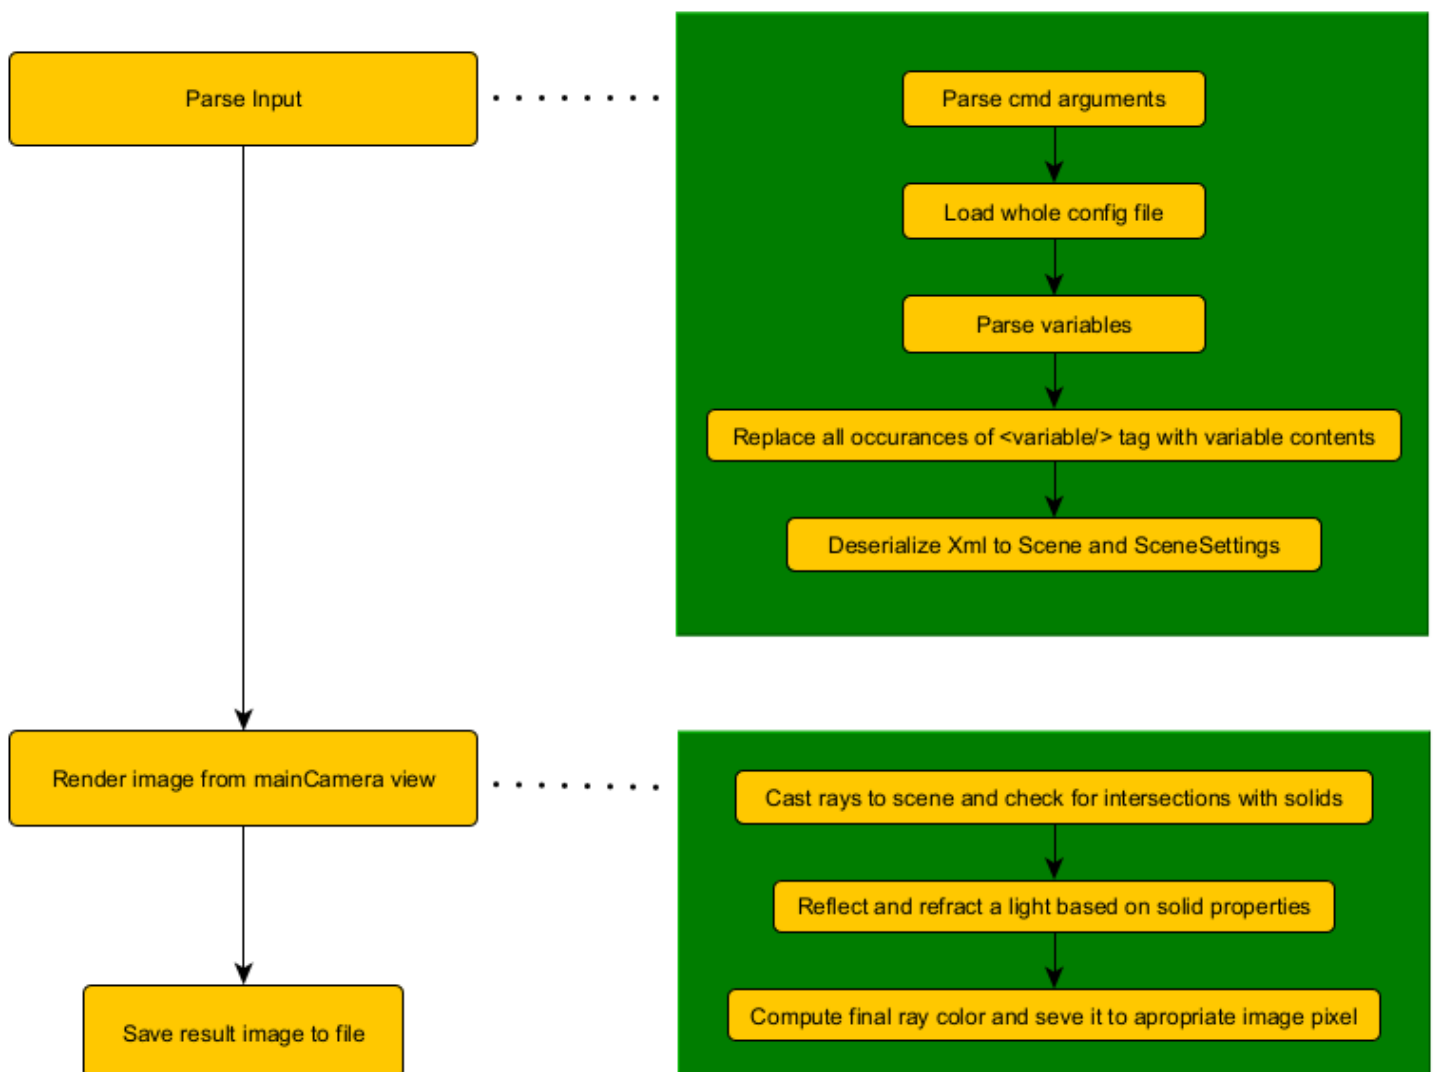 Parse Input
Parse cmd arguments
Load whole config file
Parse variables
Replace all occurances of <variable/> tag with variable contents
Deserialize Xml to Scene and SceneSettings
Render image from mainCamera view
Cast rays to scene and check for intersections with solids
Reflect and refract a light based on solid properties
Compute final ray color and seve it to apropriate image pixel
Save result image to file